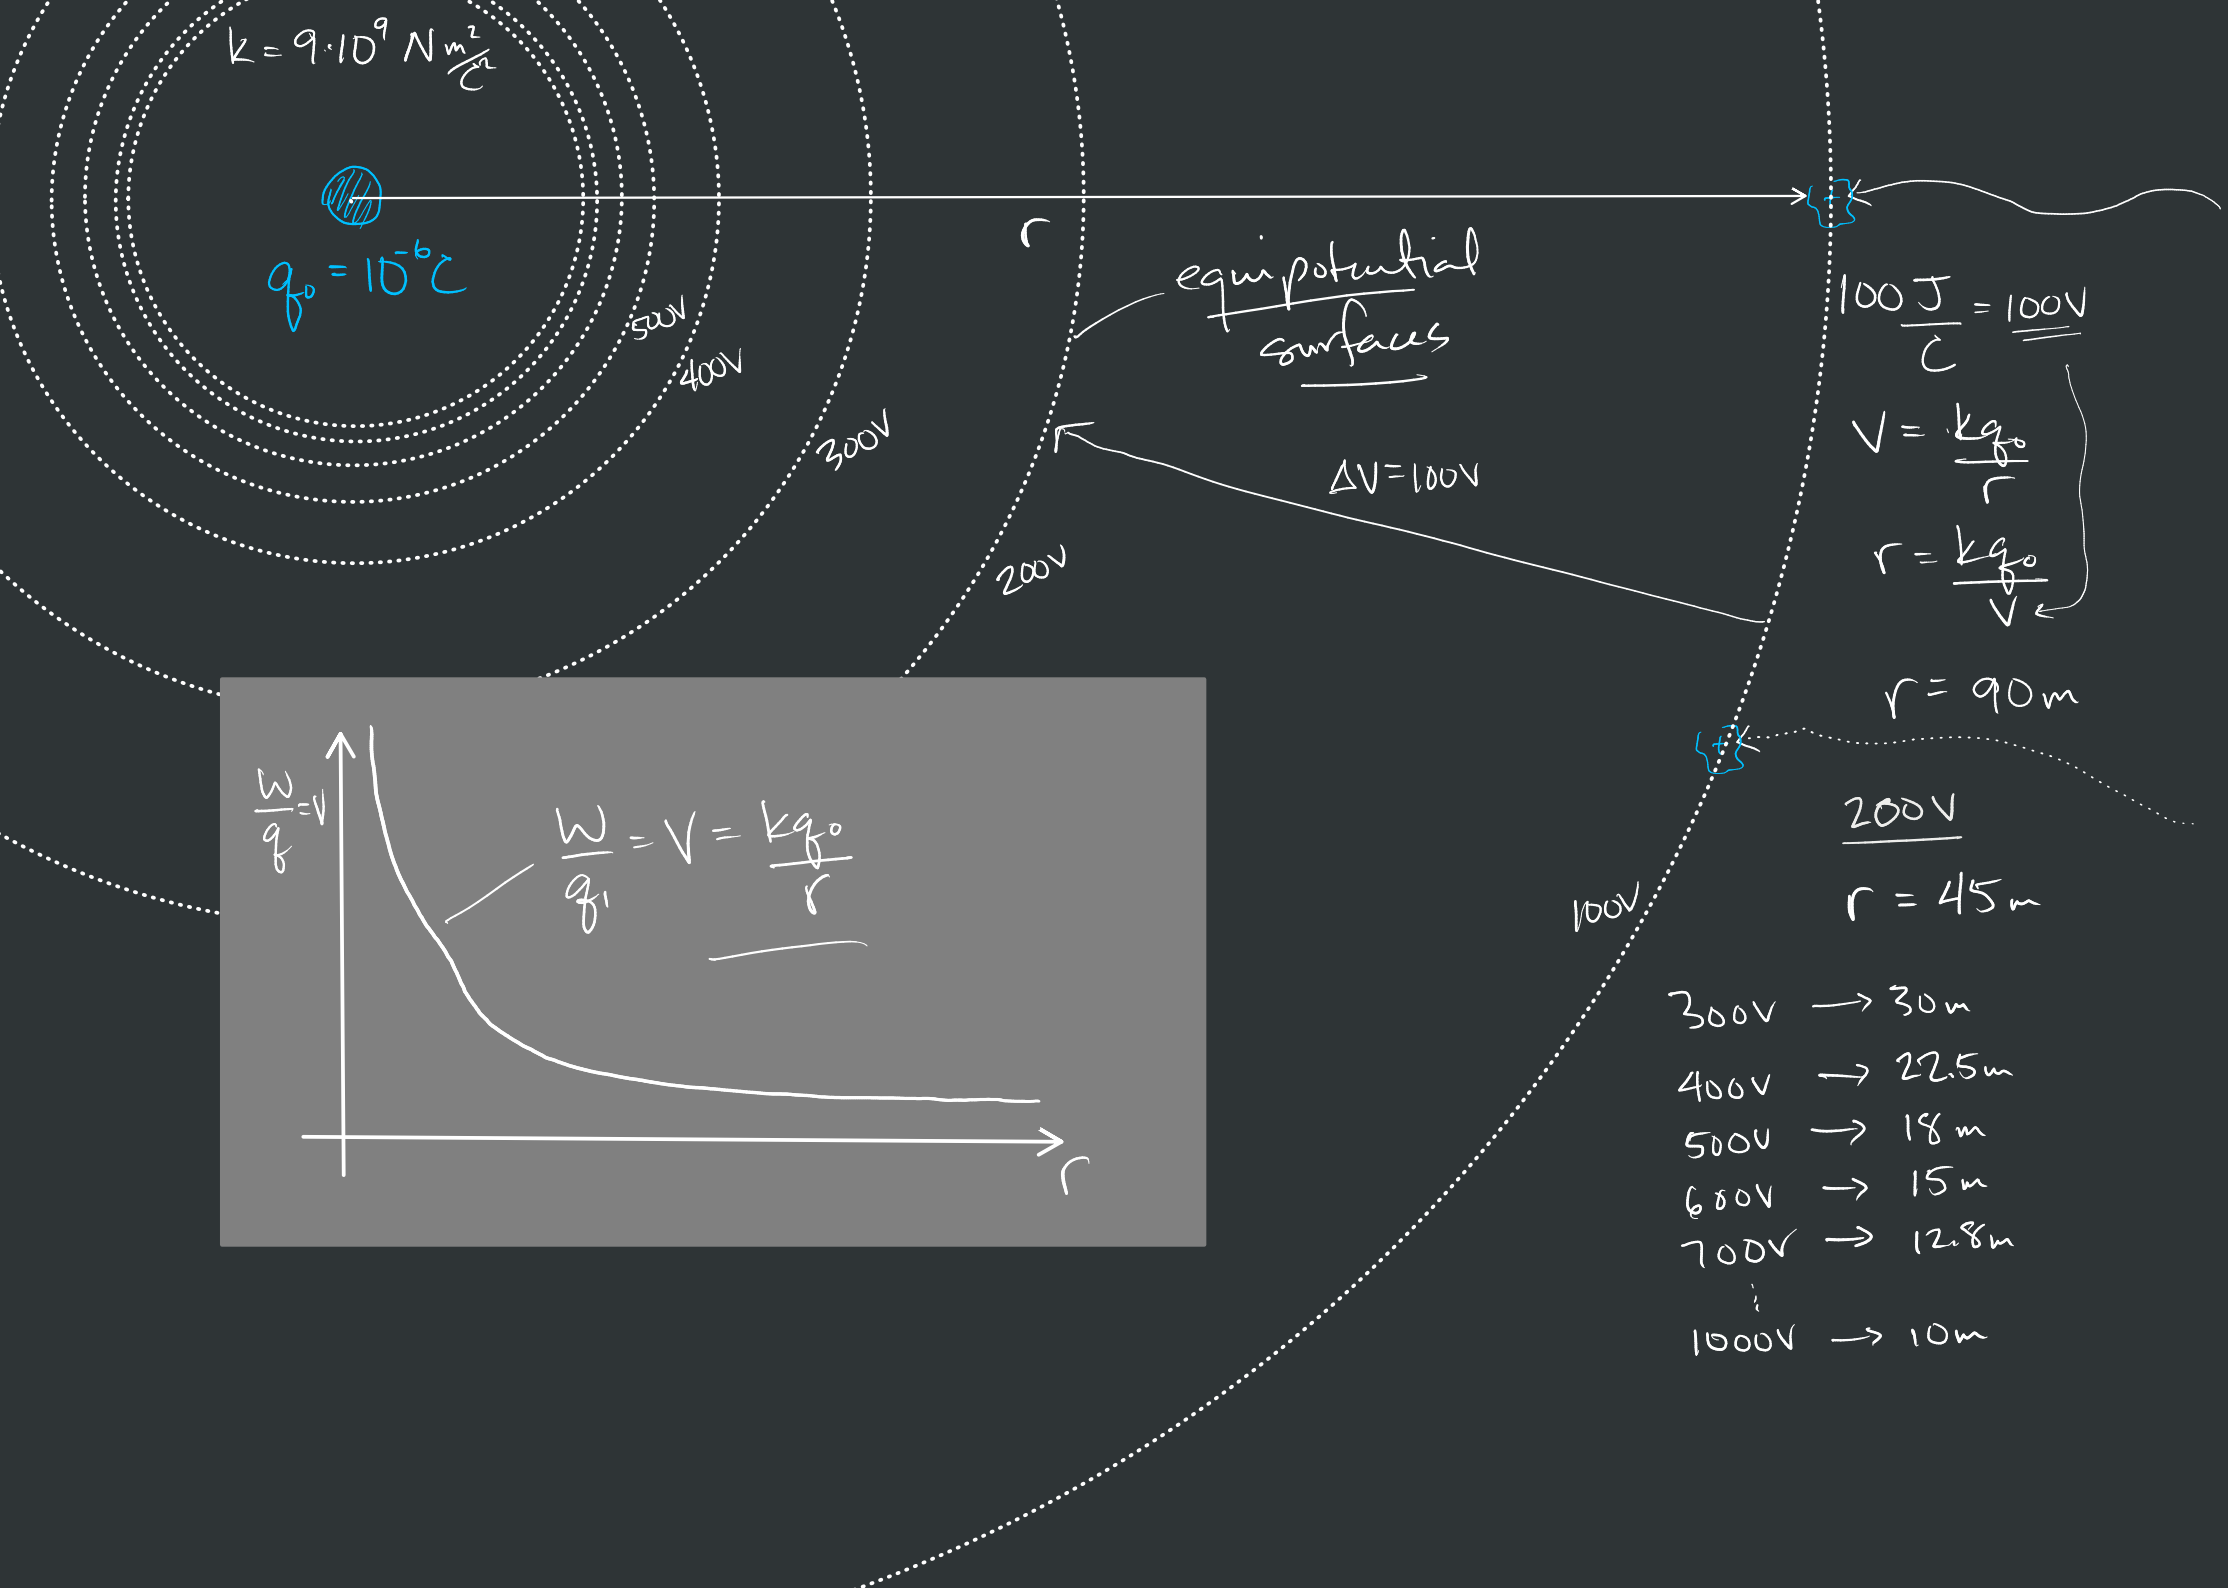 k = 9·10⁹ N m²/C²
q₀ = 10⁻⁶ C
r
equipotential
surfaces
500V
400V
300V
200V
100V
ΔV = 100V
100 J/C = 100V
V = kq₀/r
r = kq₀/V
r = 90m
200V
r = 45m
300V → 30m
400V → 22.5m
500V → 18m
600V → 15m
700V → 12.8m
⋮
1000V → 10m
W/q = V
W/q₁ = V = kq₀/r
r
+
+